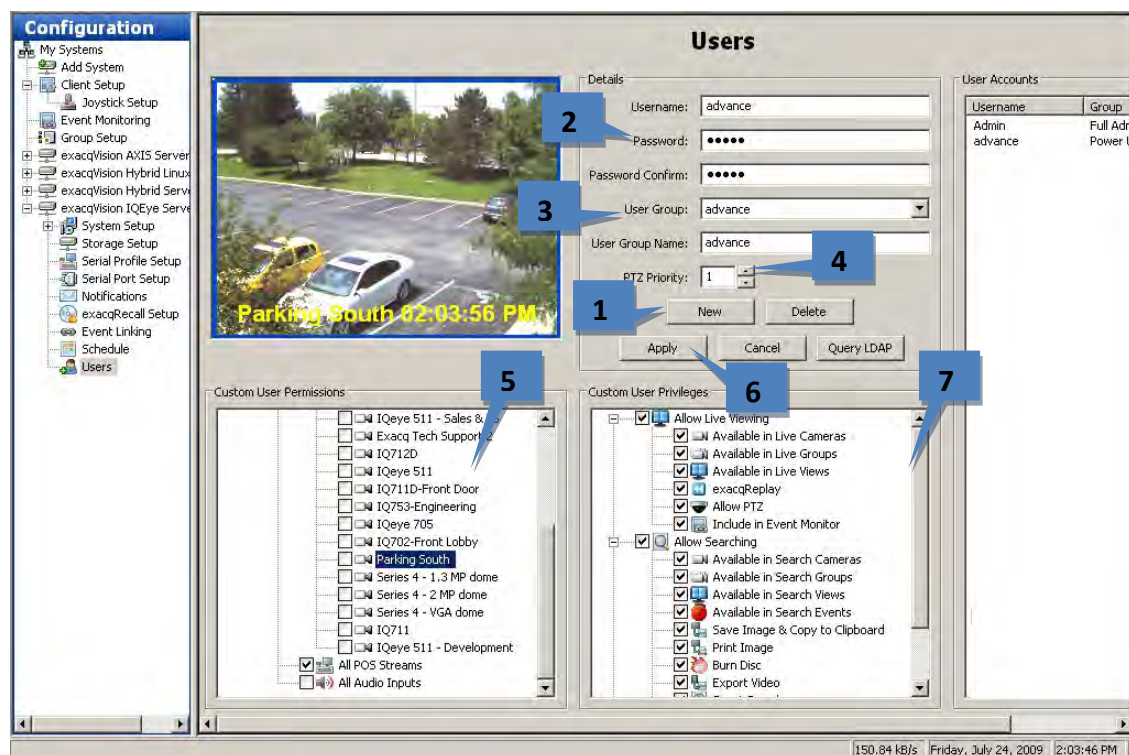 Configuration
My Systems
Add System
Client Setup
Joystick Setup
Event Monitoring
Group Setup
exacqVision AXIS Server
exacqVision Hybrid Linux
exacqVision Hybrid Serv
exacqVision IQEye Serve
System Setup
Storage Setup
Serial Profile Setup
Serial Port Setup
Notifications
exacqRecall Setup
Event Linking
Schedule
Users
Users
Parking South 02:03:56 PM
Details
Username: advance
2
Password: •••••
Password Confirm: •••••
3
User Group: advance
User Group Name: advance
4
PTZ Priority: 1
1
New Delete
Apply Cancel Query LDAP
6
User Accounts
Username Group
Admin Full Adr
advance Power U
Custom User Permissions
5
IQeye 511 - Sales &
Exacq Tech Support 2
IQ712D
IQeye 511
IQ711D-Front Door
IQ753-Engineering
IQeye 705
IQ702-Front Lobby
Parking South
Series 4 - 1.3 MP dome
Series 4 - 2 MP dome
Series 4 - VGA dome
IQ711
IQeye 511 - Development
All POS Streams
All Audio Inputs
Custom User Privileges
7
Allow Live Viewing
Available in Live Cameras
Available in Live Groups
Available in Live Views
exacqReplay
Allow PTZ
Include in Event Monitor
Allow Searching
Available in Search Cameras
Available in Search Groups
Available in Search Views
Available in Search Events
Save Image & Copy to Clipboard
Print Image
Burn Disc
Export Video
150.84 kB/s Friday, July 24, 2009 2:03:46 PM